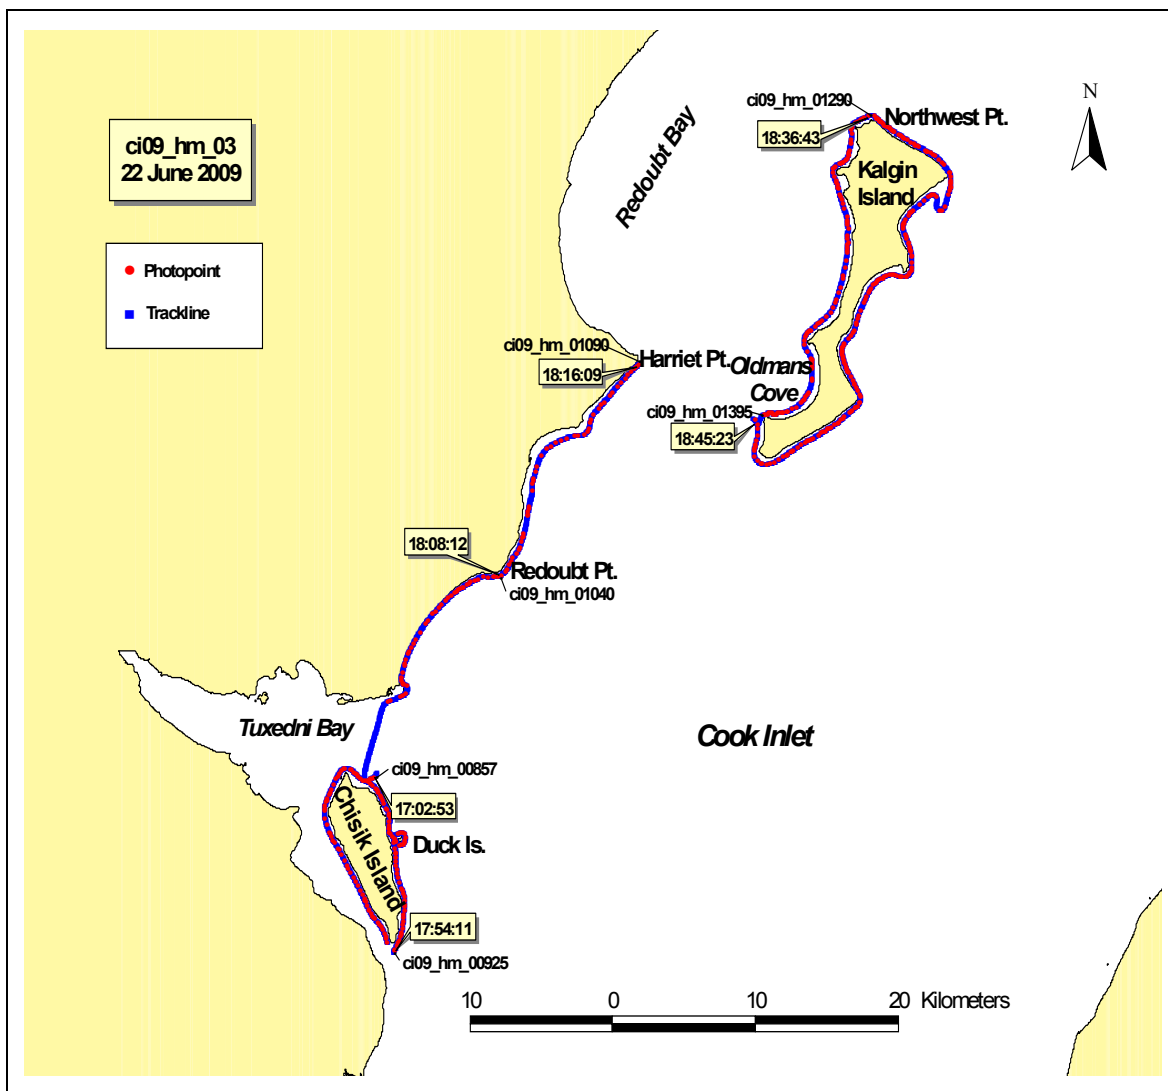 ci09_hm_01290
N
Northwest Pt.
18:36:43
ci09_hm_03
22 June 2009
Redoubt Bay
Kalgin
Island
Photopoint
Trackline
ci09_hm_01090
Harriet Pt.
18:16:09
Oldmans
Cove
ci09_hm_01395
18:45:23
18:08:12
Redoubt Pt.
ci09_hm_01040
Tuxedni Bay
Cook Inlet
ci09_hm_00857
17:02:53
Chisik Island
Duck Is.
17:54:11
ci09_hm_00925
10 0 10 20 Kilometers